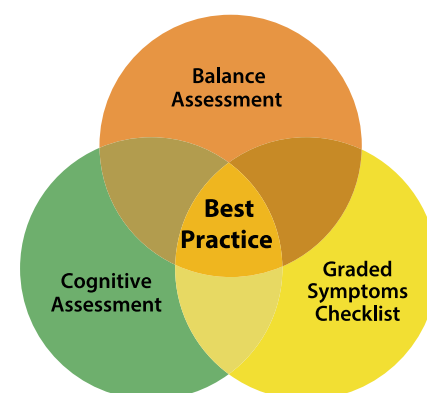 Balance
Assessment
Best
Practice
Cognitive
Assessment
Graded
Symptoms
Checklist